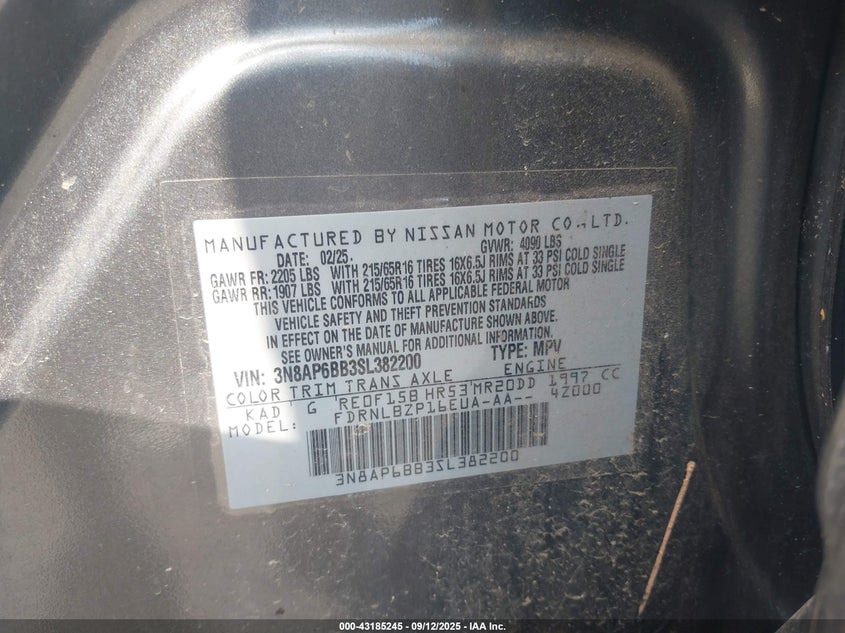 MANUFACTURED BY NISSAN MOTOR CO., LTD.
DATE: 02/25. GVWR: 4090 LBS
GAWR FR: 2205 LBS WITH 215/65R16 TIRES 16X6.5J RIMS AT 33 PSI COLD SINGLE
GAWR RR: 1907 LBS WITH 215/65R16 TIRES 16X6.5J RIMS AT 33 PSI COLD SINGLE
THIS VEHICLE CONFORMS TO ALL APPLICABLE FEDERAL MOTOR
VEHICLE SAFETY AND THEFT PREVENTION STANDARDS
IN EFFECT ON THE DATE OF MANUFACTURE SHOWN ABOVE.
SEE OWNER'S MANUAL FOR ADDITIONAL INFORMATION.
VIN: 3N8AP6BB3SL382200 TYPE: MPV
COLOR TRIM TRANS AXLE ENGINE
KAD G RE0F15B HR53 MR20DD 1997 CC
MODEL: FDRNLBZP16EUA-AA-- 4Z000
3N8AP6BB3SL382200
000-43185245 - 09/12/2025 - IAA Inc.